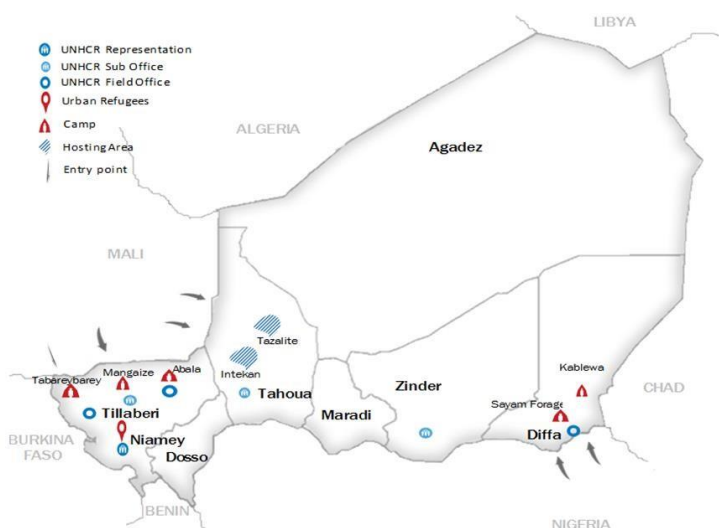 LIBYA
UNHCR Representation
UNHCR Sub Office
UNHCR Field Office
Urban Refugees
Camp
Hosting Area
Entry point
ALGERIA
Agadez
MALI
Tazalite
Intekan
Tabareybarey
Mangaize
Abala
Kablewa
Tahoua
Zinder
CHAD
Sayam Forage
Tillaberi
Maradi
Niamey
Diffa
BURKINA
FASO
Dosso
BENIN
NIGERIA